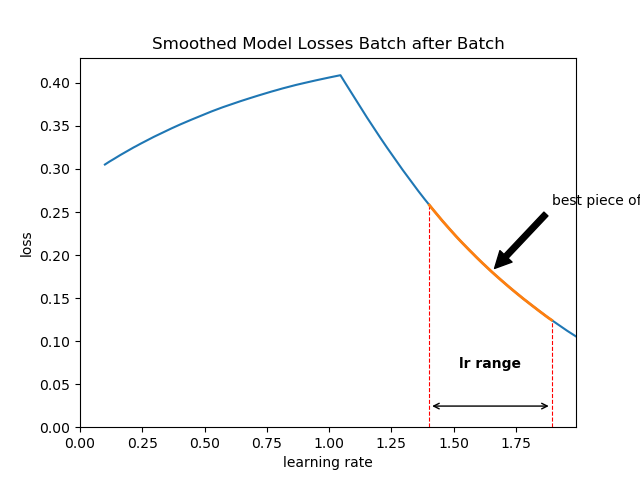 Smoothed Model Losses Batch after Batch
0.40
0.35
0.30
0.25
0.20
0.15
0.10
0.05
0.00
loss
best piece of
lr range
0.00 0.25 0.50 0.75 1.00 1.25 1.50 1.75
learning rate